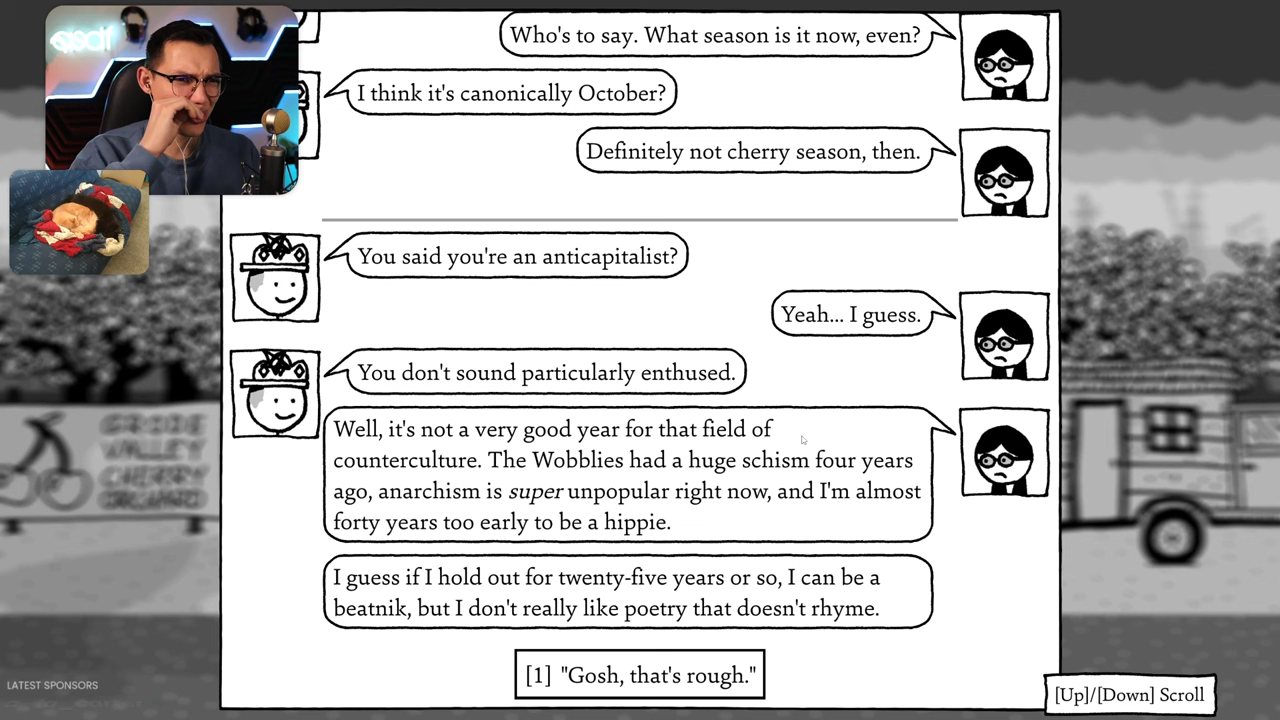 Who's to say. What season is it now, even?
I think it's canonically October?
Definitely not cherry season, then.
You said you're an anticapitalist?
Yeah... I guess.
You don't sound particularly enthused.
Well, it's not a very good year for that field of
counterculture. The Wobblies had a huge schism four years
ago, anarchism is super unpopular right now, and I'm almost
forty years too early to be a hippie.
I guess if I hold out for twenty-five years or so, I can be a
beatnik, but I don't really like poetry that doesn't rhyme.
[1] "Gosh, that's rough."
[Up]/[Down] Scroll
VALLEY
CHERRY
ORCHARD
LATEST SPONSORS